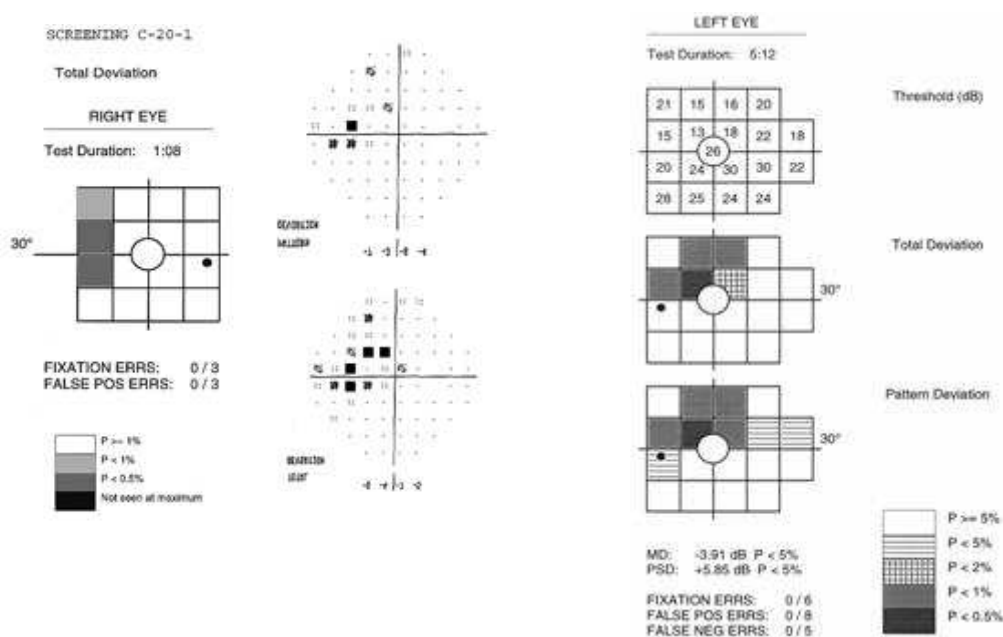 SCREENING C-20-1
Total Deviation
RIGHT EYE
Test Duration: 1:08
30°
FIXATION ERRS: 0 / 3
FALSE POS ERRS: 0 / 3
P >= 1%
P < 1%
P < 0.5%
Not seen at maximum
LEFT EYE
Test Duration: 5:12
Threshold (dB)
21 15 16 20
15 13 18 22 18
26
20 24 30 30 22
26 25 24 24
Total Deviation
30°
Pattern Deviation
30°
MD: -3.91 dB P < 5%
PSD: +5.85 dB P < 5%
FIXATION ERRS: 0 / 6
FALSE POS ERRS: 0 / 8
FALSE NEG ERRS: 0 / 5
P >= 5%
P < 5%
P < 2%
P < 1%
P < 0.5%